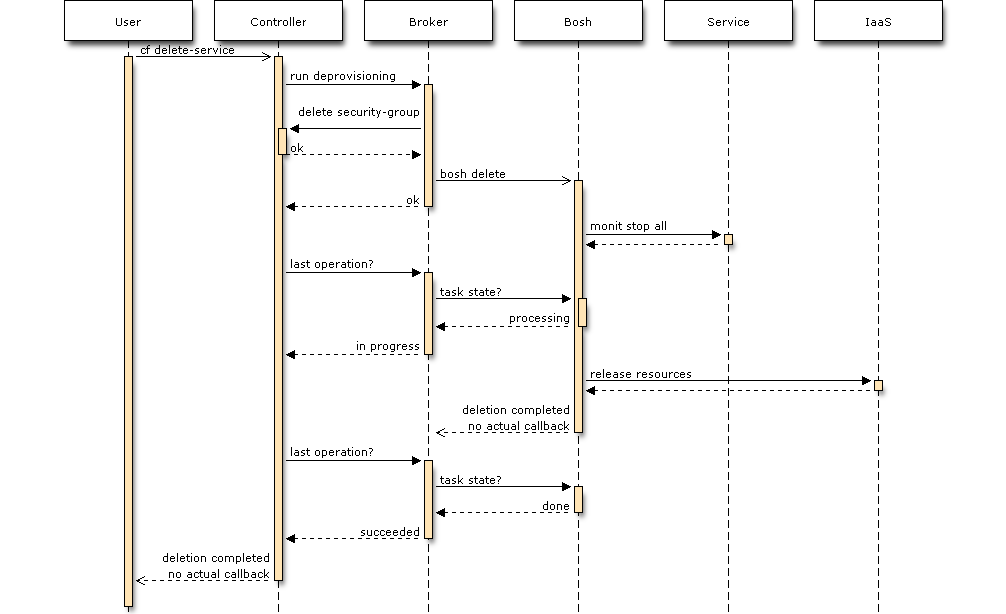 User
Controller
Broker
Bosh
Service
IaaS
cf delete-service
run deprovisioning
delete security-group
ok
bosh delete
ok
monit stop all
last operation?
task state?
processing
in progress
release resources
deletion completed
no actual callback
last operation?
task state?
done
succeeded
deletion completed
no actual callback